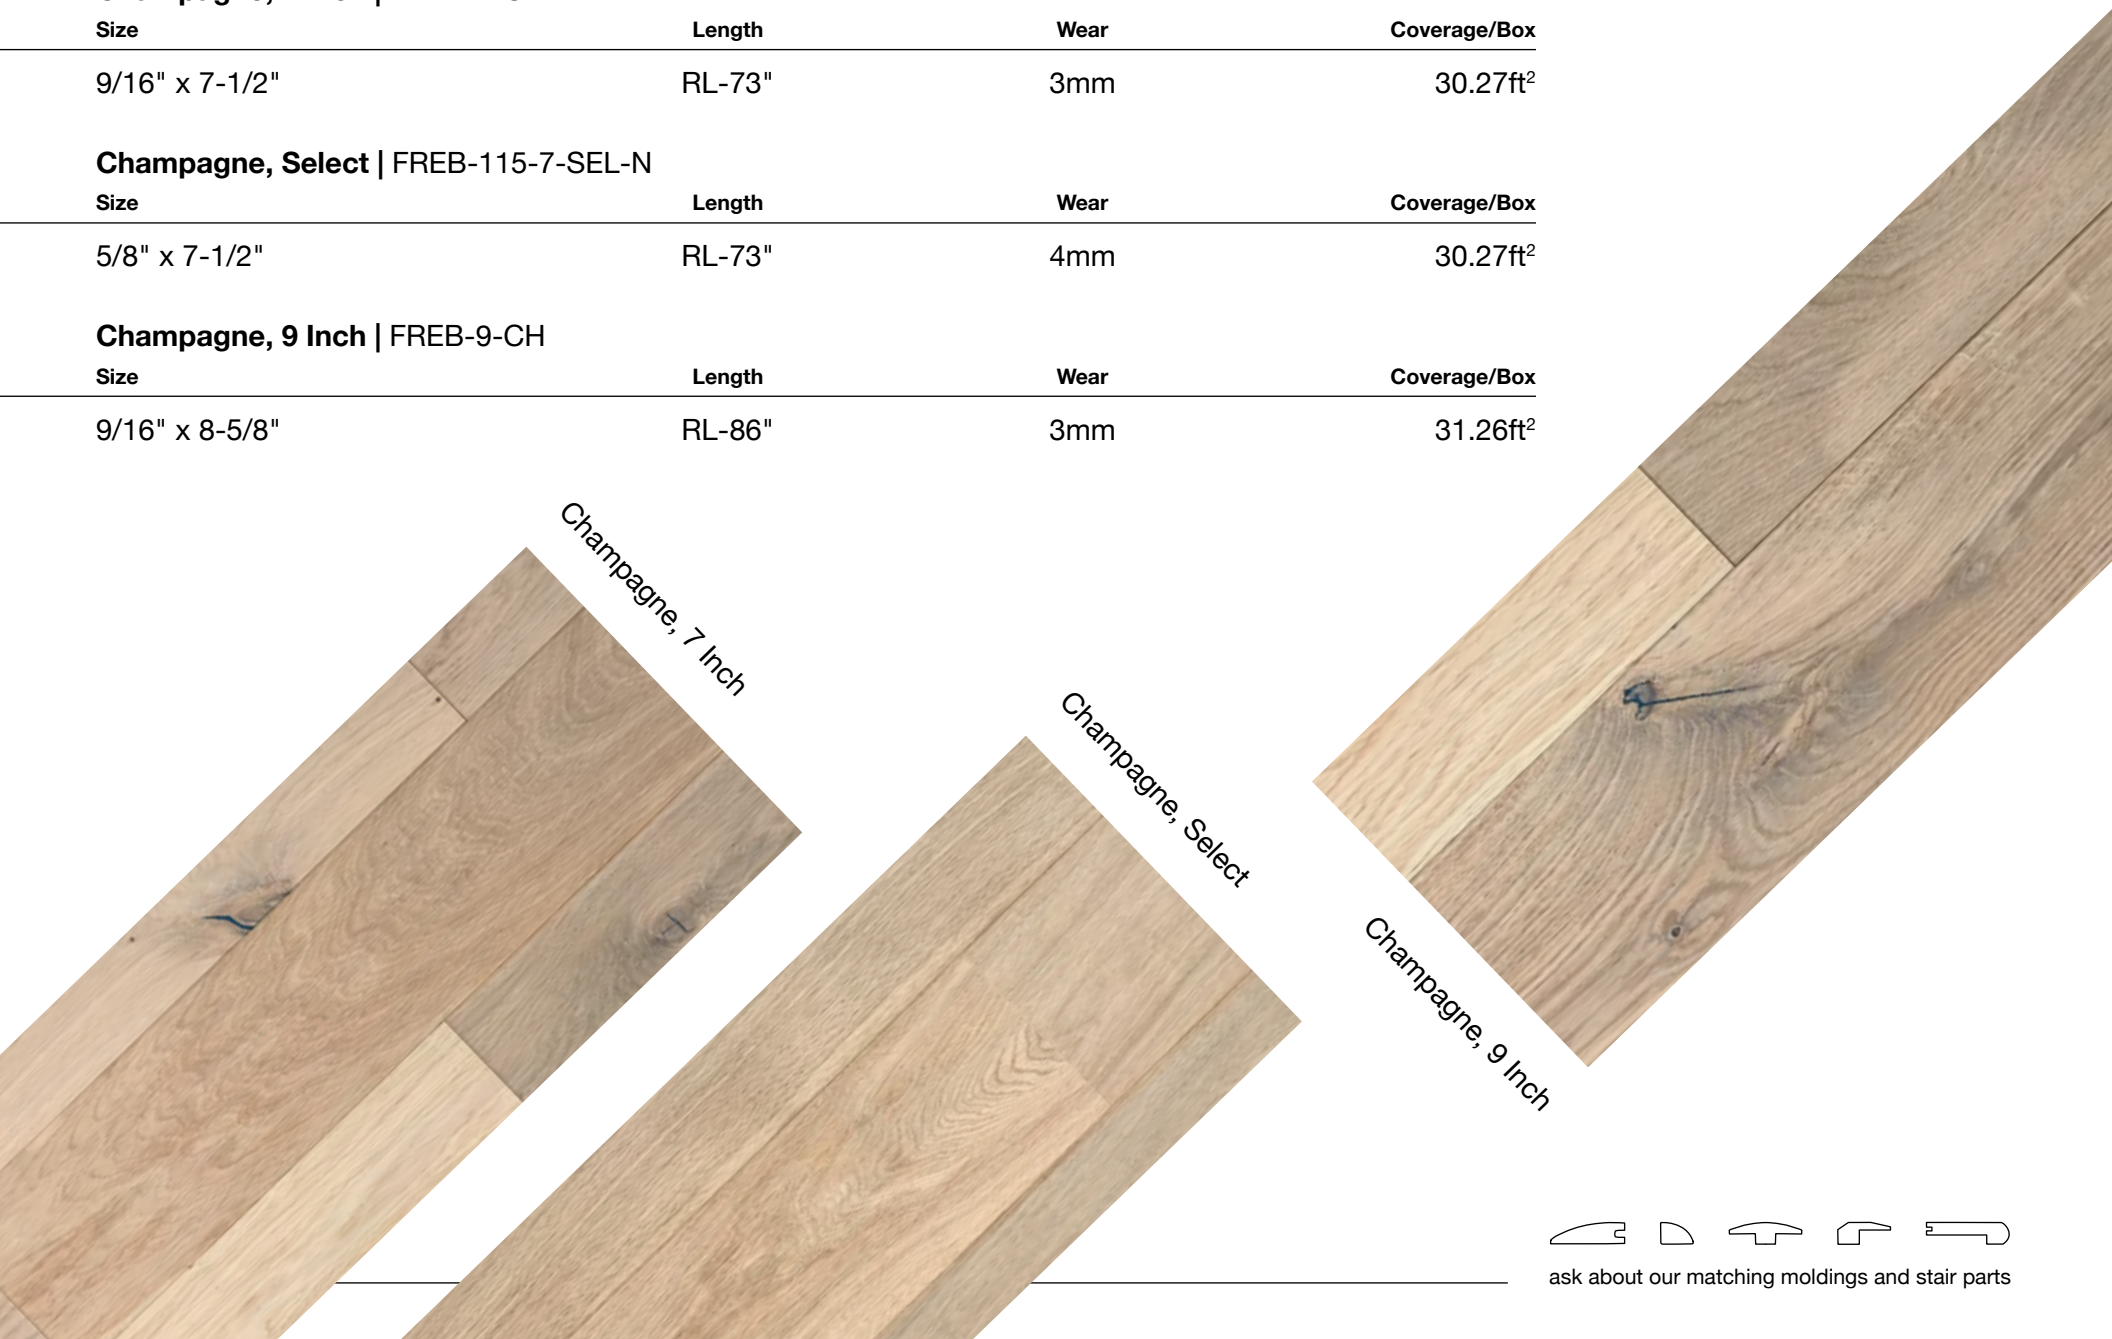 Size Length Wear Coverage/Box
9/16" x 7-1/2" RL-73" 3mm 30.27ft²
Champagne, Select | FREB-115-7-SEL-N
Size Length Wear Coverage/Box
5/8" x 7-1/2" RL-73" 4mm 30.27ft²
Champagne, 9 Inch | FREB-9-CH
Size Length Wear Coverage/Box
9/16" x 8-5/8" RL-86" 3mm 31.26ft²
Champagne, 7 Inch
Champagne, Select
Champagne, 9 Inch
ask about our matching moldings and stair parts